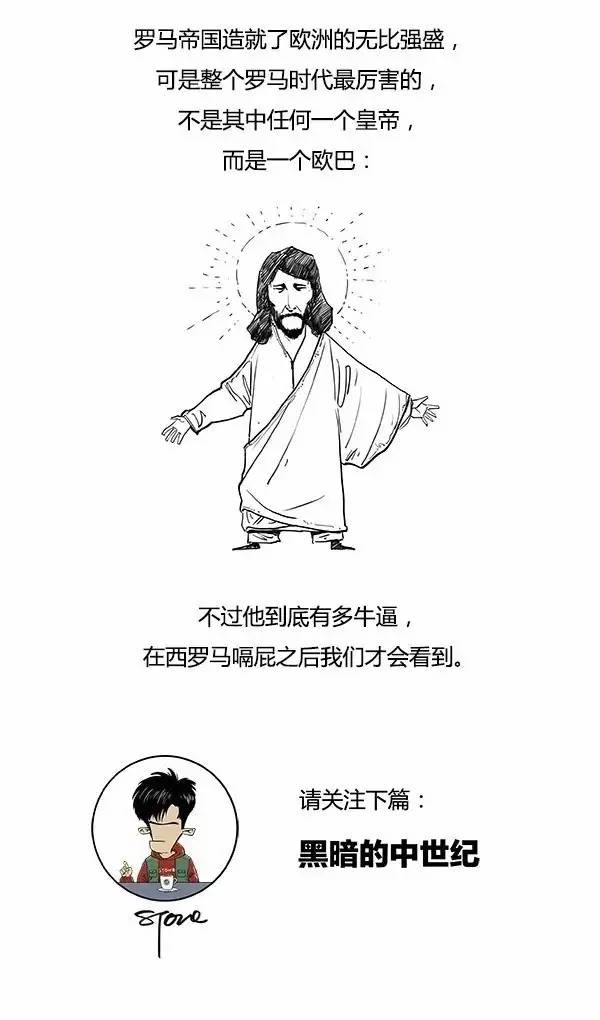 罗马帝国造就了欧洲的无比强盛，
可是整个罗马时代最厉害的，
不是其中任何一个皇帝，
而是一个欧巴：
不过他到底有多牛逼，
在西罗马嗝屁之后我们才会看到。
请关注下篇：
黑暗的中世纪
Stone